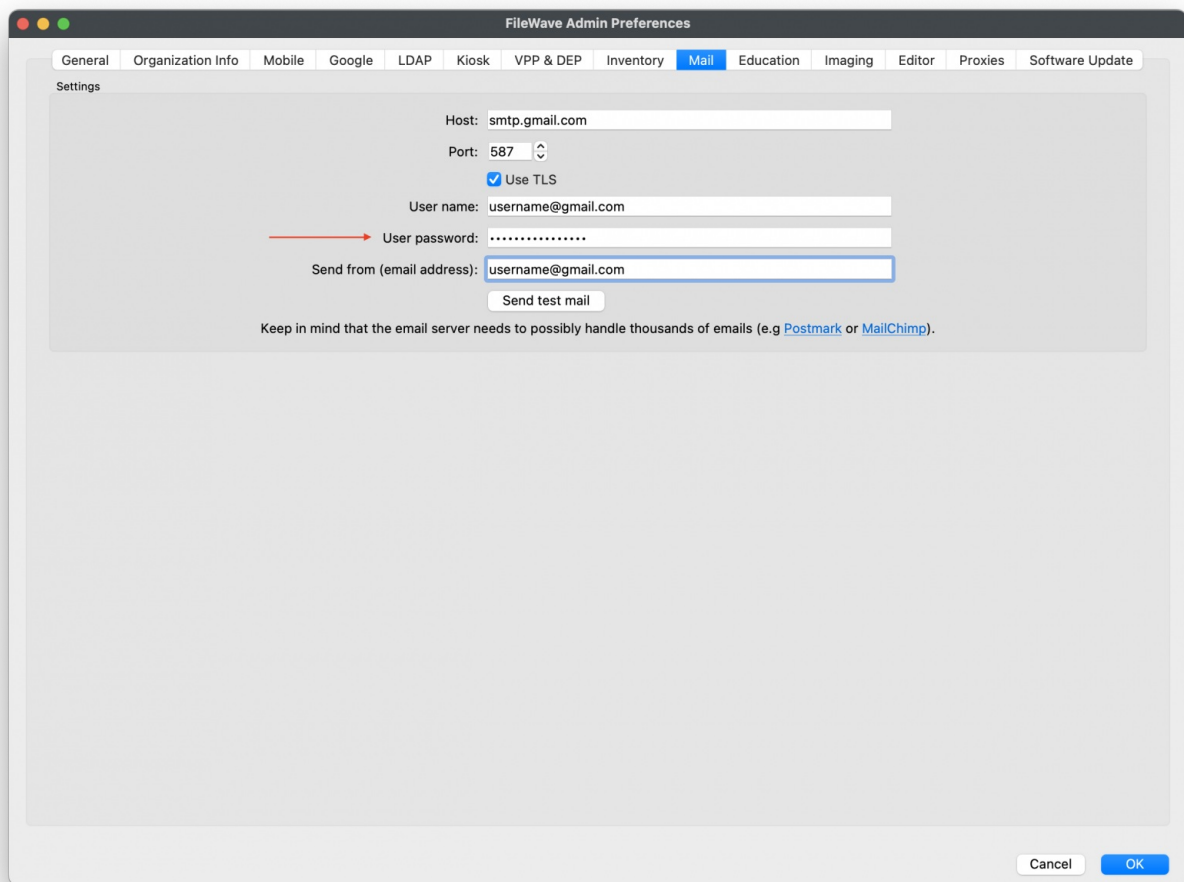 FileWave Admin Preferences
General Organization Info Mobile Google LDAP Kiosk VPP & DEP Inventory Mail Education Imaging Editor Proxies Software Update
Settings
Host: smtp.gmail.com
Port: 587
Use TLS
User name: username@gmail.com
User password: ••••••••••••••••
Send from (email address): username@gmail.com
Send test mail
Keep in mind that the email server needs to possibly handle thousands of emails (e.g Postmark or MailChimp).
Cancel OK